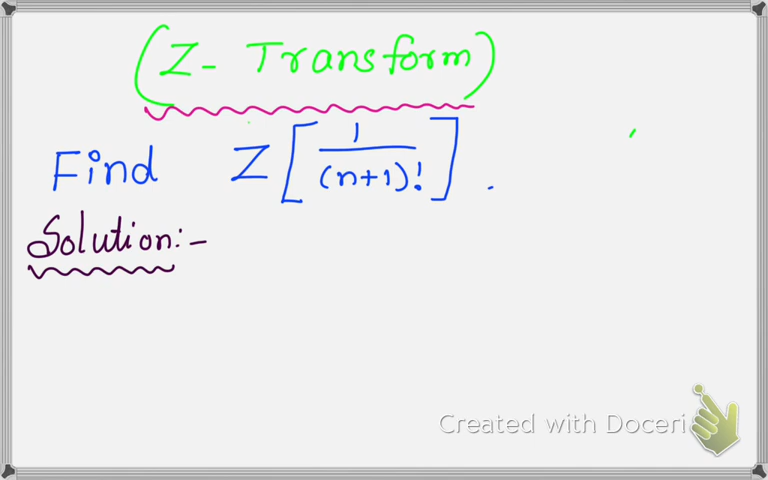 (Z- Transform)
Find Z[1/(n+1)!].
Solution:-
Created with Doceri